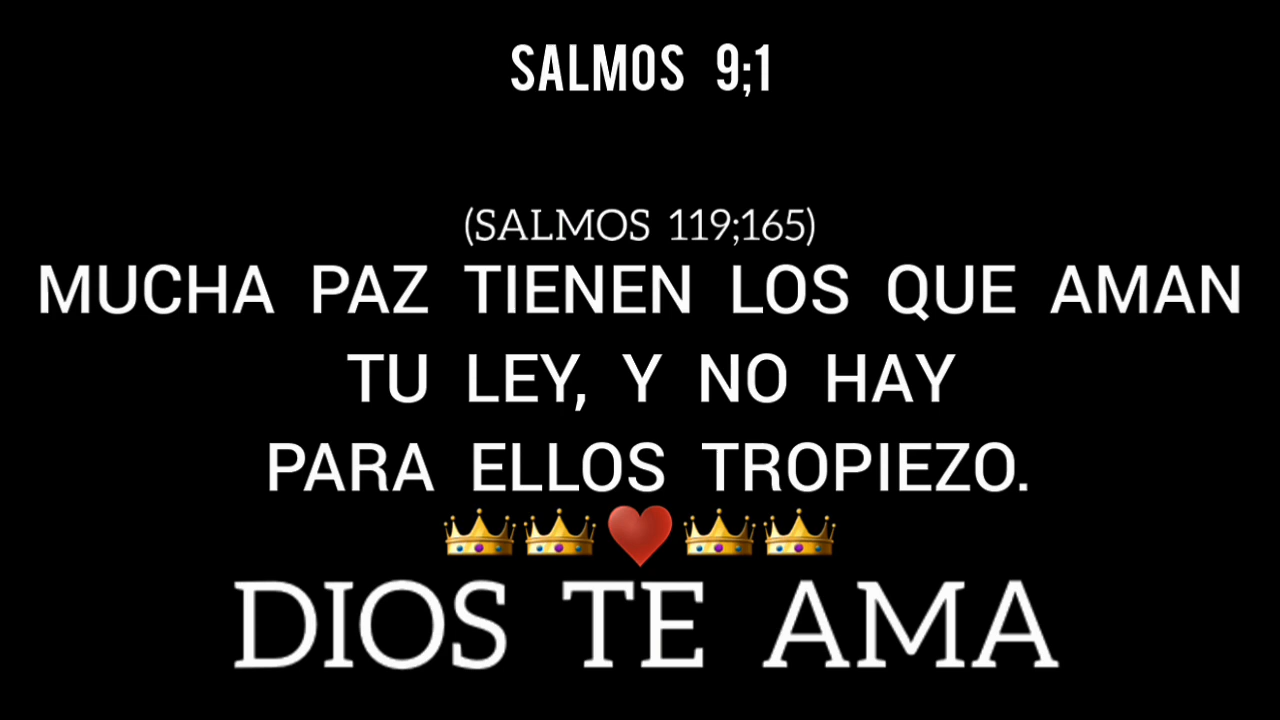 SALMOS 9;1
(SALMOS 119;165)
MUCHA PAZ TIENEN LOS QUE AMAN
TU LEY, Y NO HAY
PARA ELLOS TROPIEZO.
👑👑❤️👑👑
DIOS TE AMA